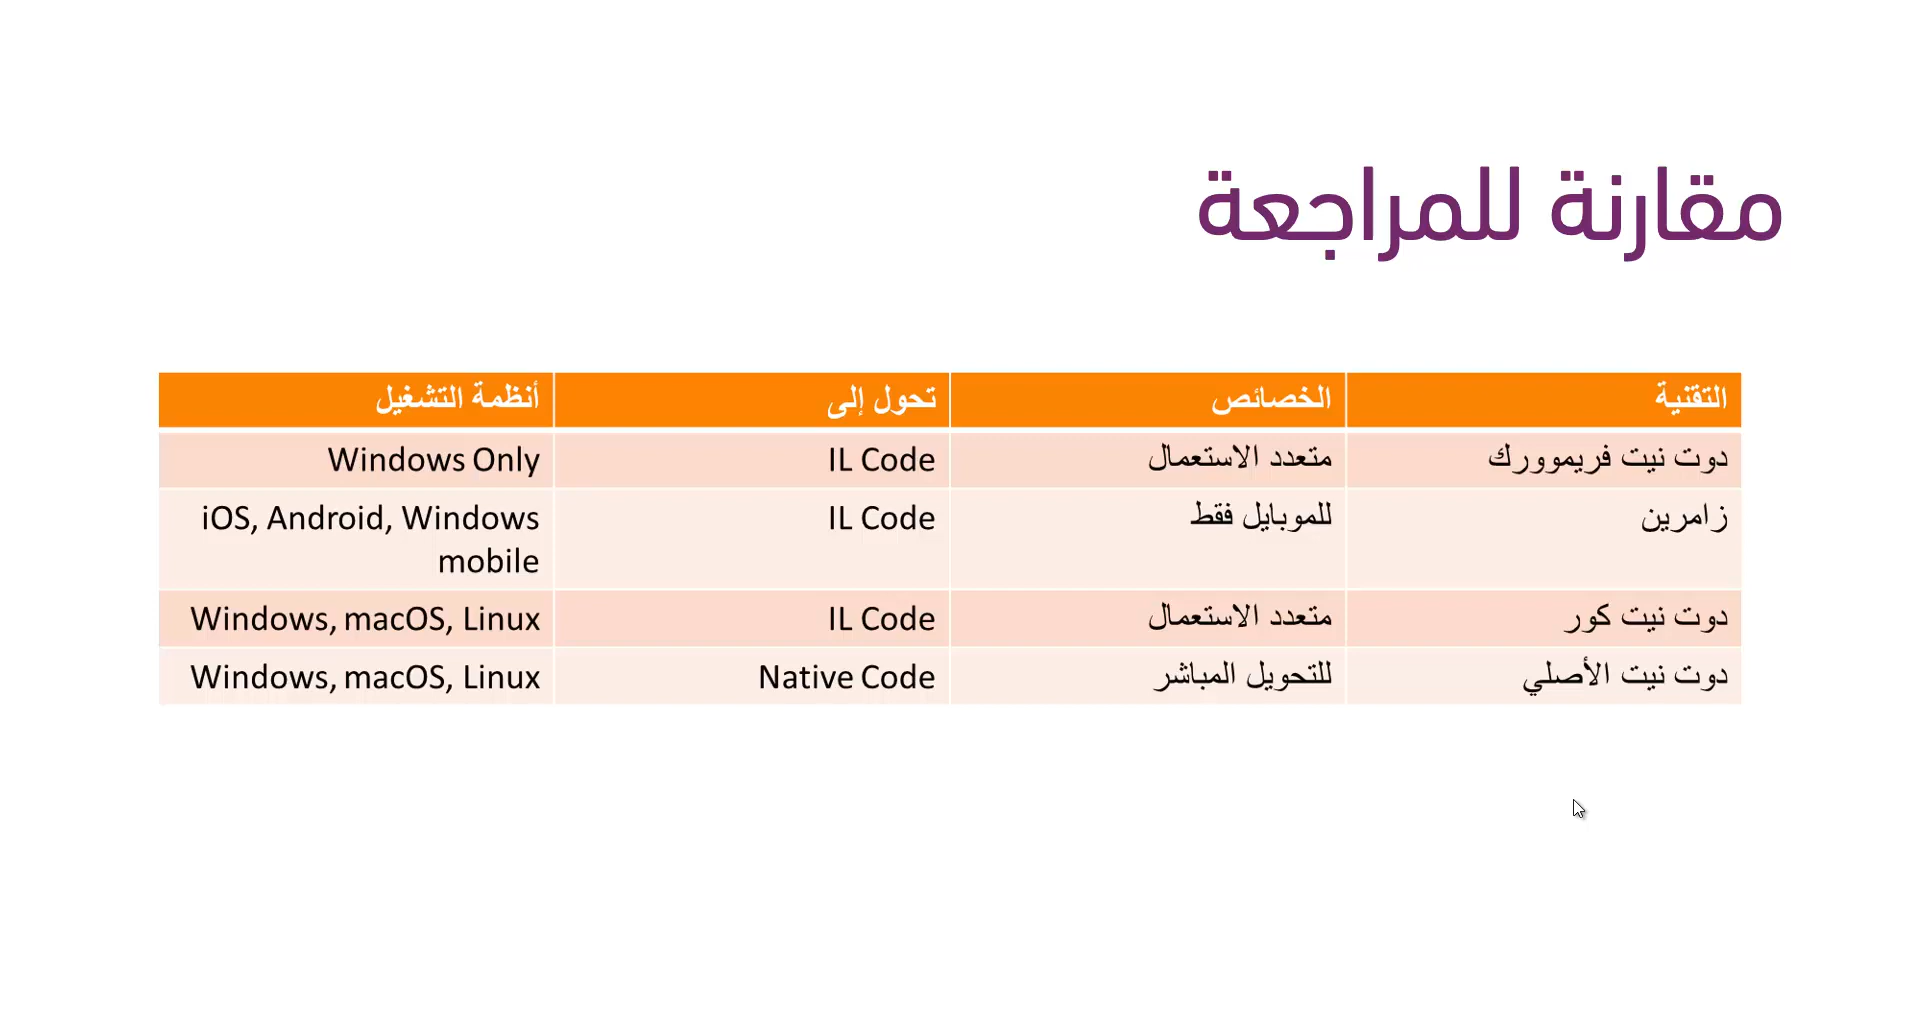 مقارنة للمراجعة
التقنية الخصائص تحول إلى أنظمة التشغيل
دوت نيت فريموورك متعدد الاستعمال IL Code Windows Only
زامرين للموبايل فقط IL Code iOS, Android, Windows
mobile
دوت نيت كور متعدد الاستعمال IL Code Windows, macOS, Linux
دوت نيت الأصلي للتحويل المباشر Native Code Windows, macOS, Linux